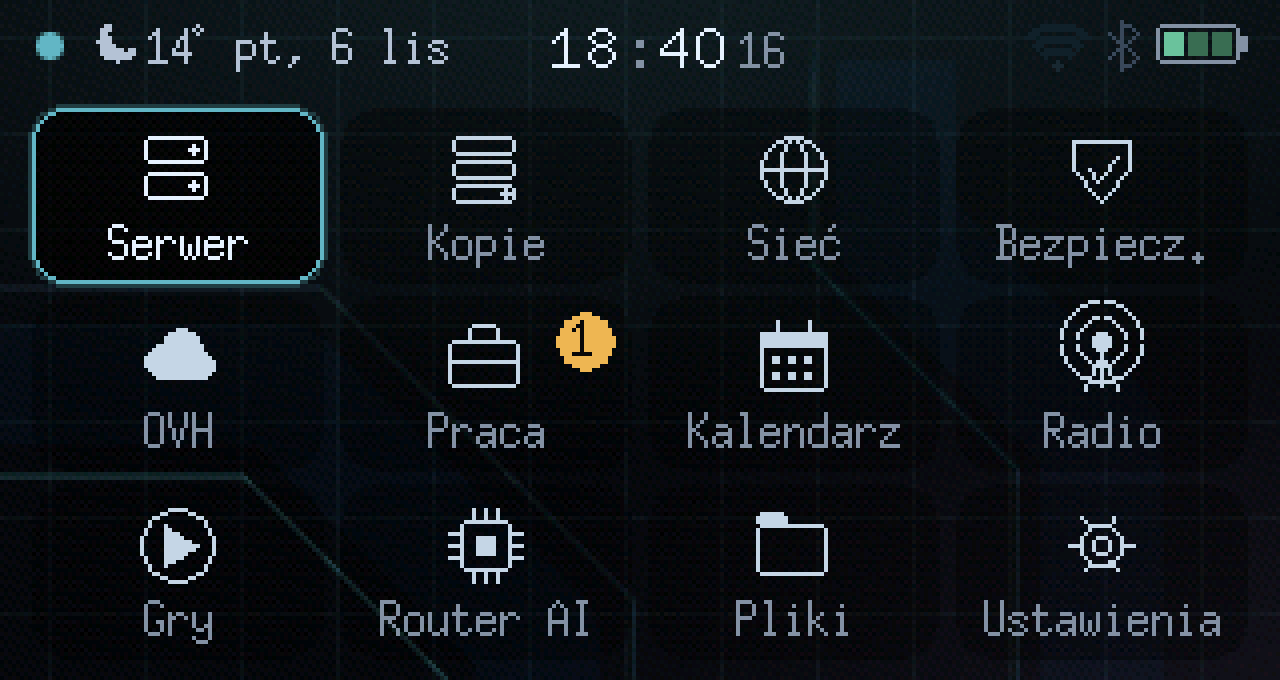 14° pt, 6 lis 18:40 16
Serwer Kopie Sieć Bezpiecz.
1
OVH Praca Kalendarz Radio
Gry Router AI Pliki Ustawienia